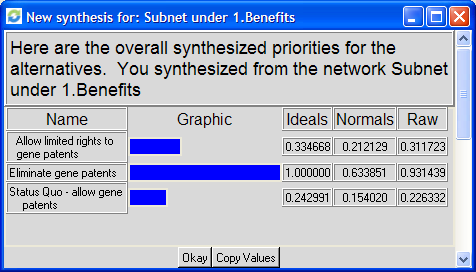 New synthesis for: Subnet under 1.Benefits
Here are the overall synthesized priorities for the
alternatives. You synthesized from the network Subnet
under 1.Benefits
Name Graphic Ideals Normals Raw
Allow limited rights to
gene patents 0.334668 0.212129 0.311723
Eliminate gene patents 1.000000 0.633851 0.931439
Status Quo - allow gene
patents 0.242991 0.154020 0.226332
Okay Copy Values